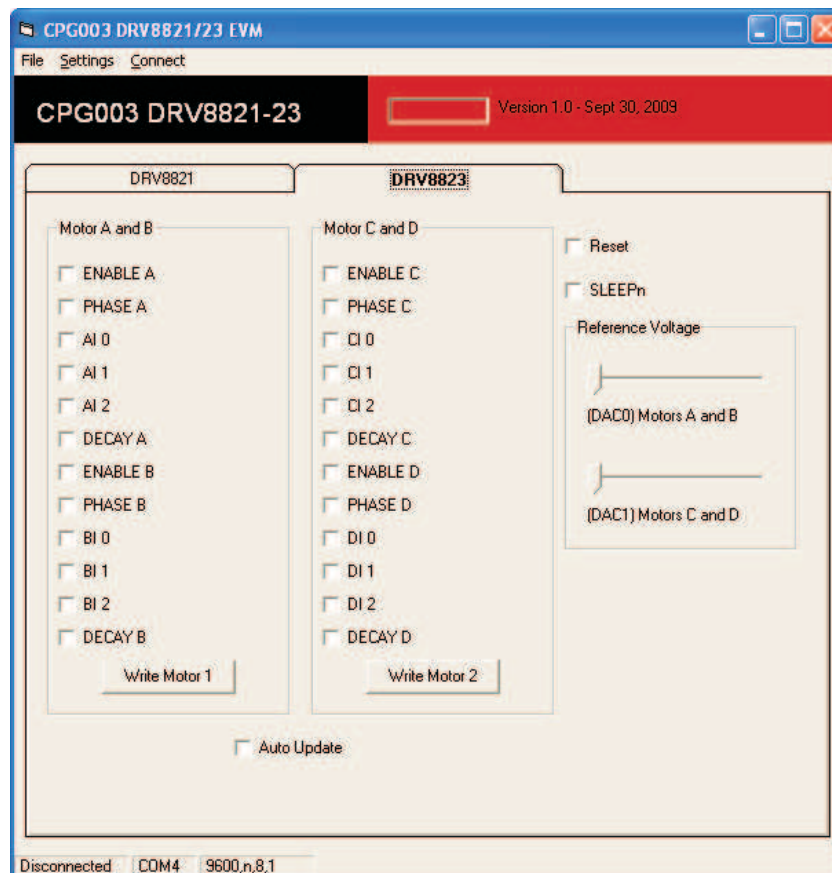 CPG003 DRV8821/23 EVM
File Settings Connect
CPG003 DRV8821-23
Version 1.0 - Sept 30, 2009
DRV8821
DRV8823
Motor A and B
ENABLE A
PHASE A
AI 0
AI 1
AI 2
DECAY A
ENABLE B
PHASE B
BI 0
BI 1
BI 2
DECAY B
Write Motor 1
Motor C and D
ENABLE C
PHASE C
CI 0
CI 1
CI 2
DECAY C
ENABLE D
PHASE D
DI 0
DI 1
DI 2
DECAY D
Write Motor 2
Reset
SLEEPn
Reference Voltage
(DAC0) Motors A and B
(DAC1) Motors C and D
Auto Update
Disconnected COM4 9600,n,8,1